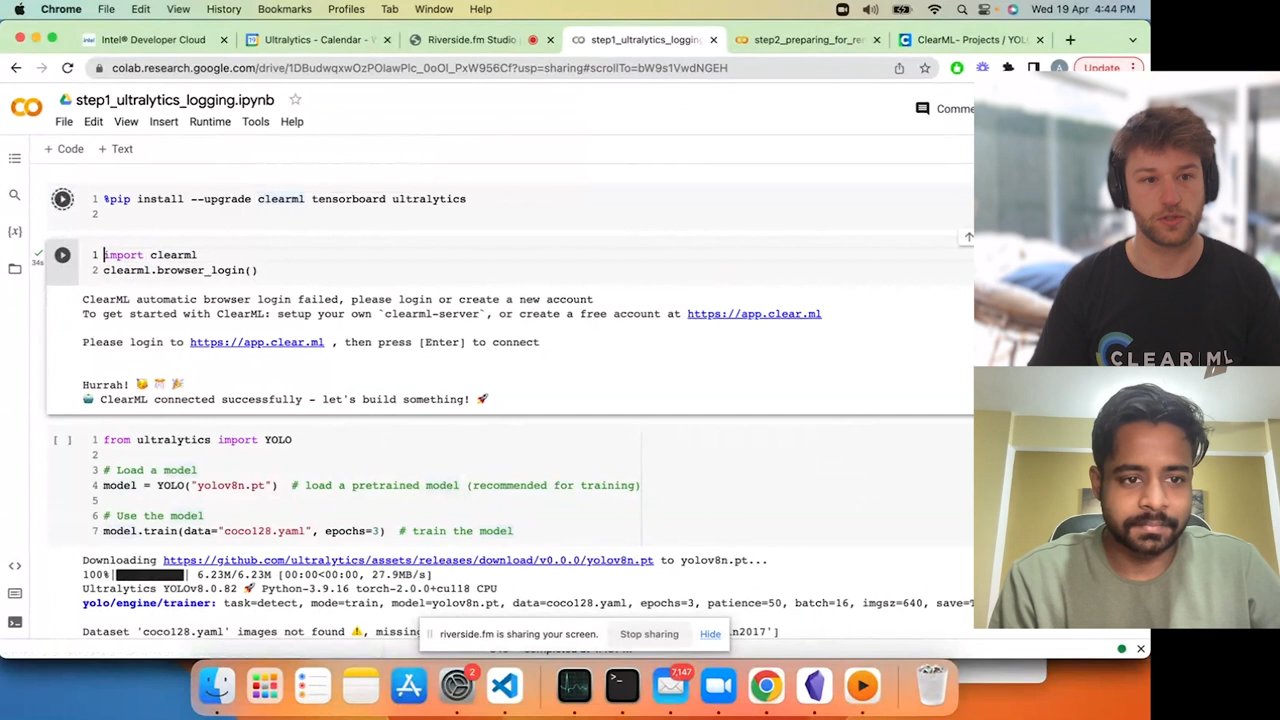 Chrome File Edit View History Bookmarks Profiles Tab Window Help Wed 19 Apr 4:44 PM
Intel® Developer Cloud Ultralytics - Calendar - W Riverside.fm Studio step1_ultralytics_logging step2_preparing_for_rer ClearML- Projects / YOL
colab.research.google.com/drive/1DBudwqxwOzPOlawPlc_0oOl_PxW956Cf?usp=sharing#scrollTo=bW9s1VwdNGEH Update
step1_ultralytics_logging.ipynb
File Edit View Insert Runtime Tools Help Comme
+ Code + Text
1 %pip install --upgrade clearml tensorboard ultralytics
2
1 import clearml
34s
2 clearml.browser_login()
ClearML automatic browser login failed, please login or create a new account
To get started with ClearML: setup your own `clearml-server`, or create a free account at https://app.clear.ml
Please login to https://app.clear.ml , then press [Enter] to connect
Hurrah! 🥳 🎊 🎉
🤖 ClearML connected successfully - let's build something! 🚀
[ ] 1 from ultralytics import YOLO
2
3 # Load a model
4 model = YOLO("yolov8n.pt") # load a pretrained model (recommended for training)
5
6 # Use the model
7 model.train(data="coco128.yaml", epochs=3) # train the model
Downloading https://github.com/ultralytics/assets/releases/download/v0.0.0/yolov8n.pt to yolov8n.pt...
100%| | 6.23M/6.23M [00:00<00:00, 27.9MB/s]
Ultralytics YOLOv8.0.82 🚀 Python-3.9.16 torch-2.0.0+cu118 CPU
yolo/engine/trainer: task=detect, mode=train, model=yolov8n.pt, data=coco128.yaml, epochs=3, patience=50, batch=16, imgsz=640, save=T
Dataset 'coco128.yaml' images not found ⚠️, missing in2017']
riverside.fm is sharing your screen. Stop sharing Hide
2
7,147
CLEAR|ML